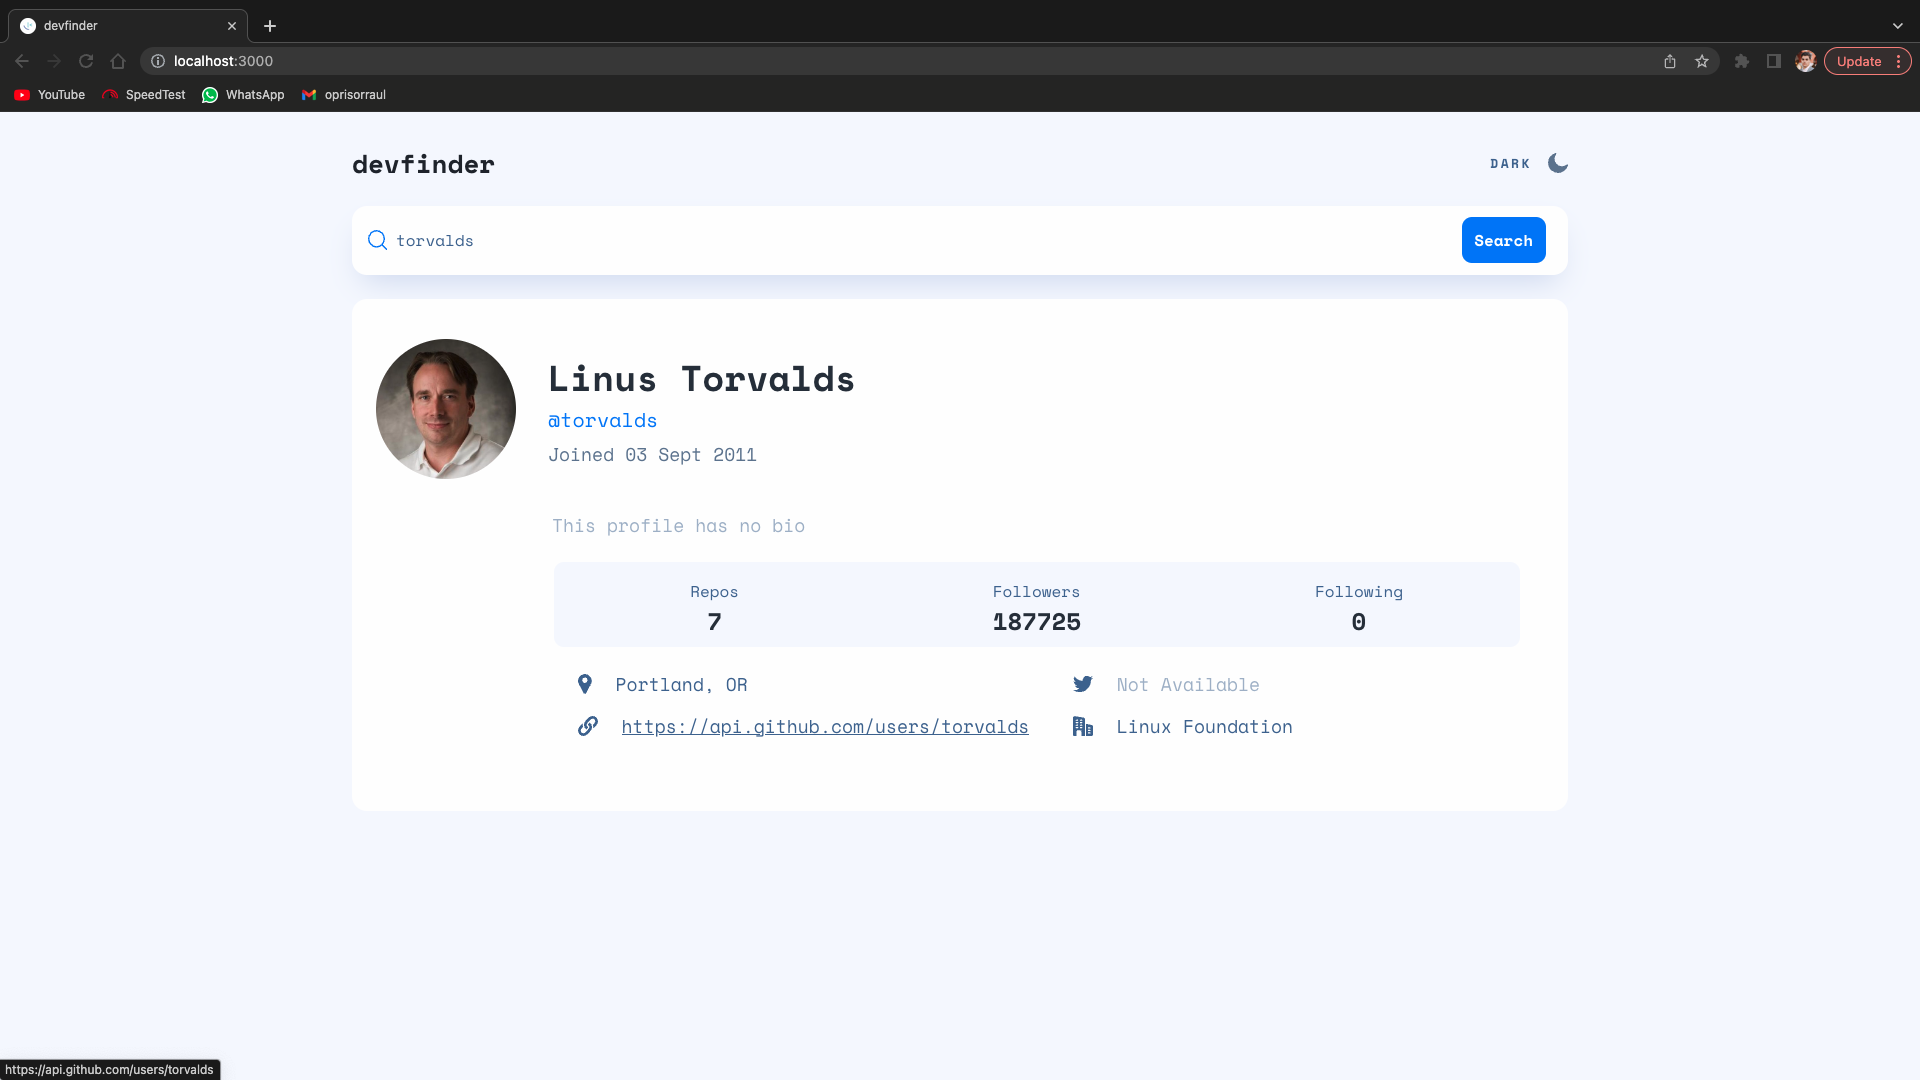 devfinder
localhost:3000
Update
YouTube
SpeedTest
WhatsApp
oprisorraul
devfinder
DARK
torvalds
Search
Linus Torvalds
@torvalds
Joined 03 Sept 2011
This profile has no bio
Repos
Followers
Following
7
187725
0
Portland, OR
Not Available
https://api.github.com/users/torvalds
Linux Foundation
https://api.github.com/users/torvalds